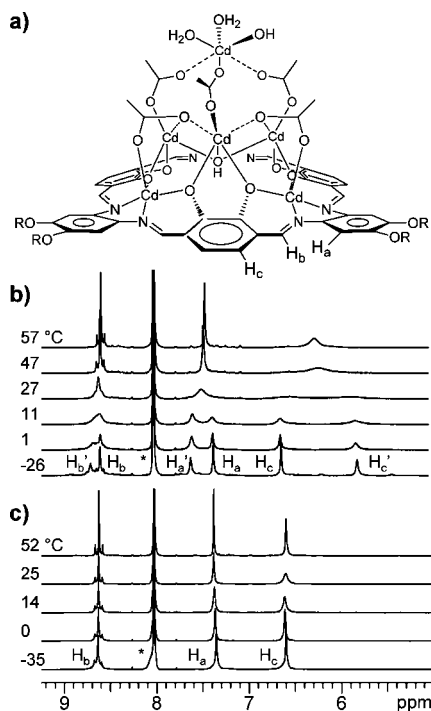 a)
OH2
H2O OH
Cd
O O O
O O O
Cd Cd Cd
N O O N
O H O
Cd Cd
N O O N
RO N N OR
RO OR
Hc Hb Ha
b)
57 °C
47
27
11
1
-26
Hb' Hb * Ha' Ha Hc Hc'
c)
52 °C
25
14
0
-35
Hb * Ha Hc
9 8 7 6 ppm